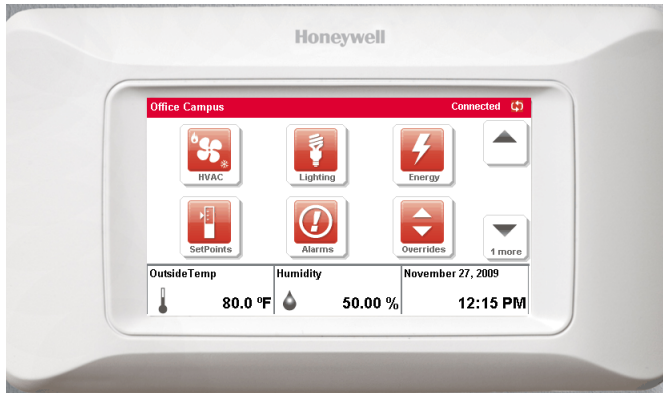 Honeywell
Office Campus Connected
HVAC Lighting Energy
SetPoints Alarms Overrides 1 more
OutsideTemp Humidity November 27, 2009
80.0 ºF 50.00 % 12:15 PM